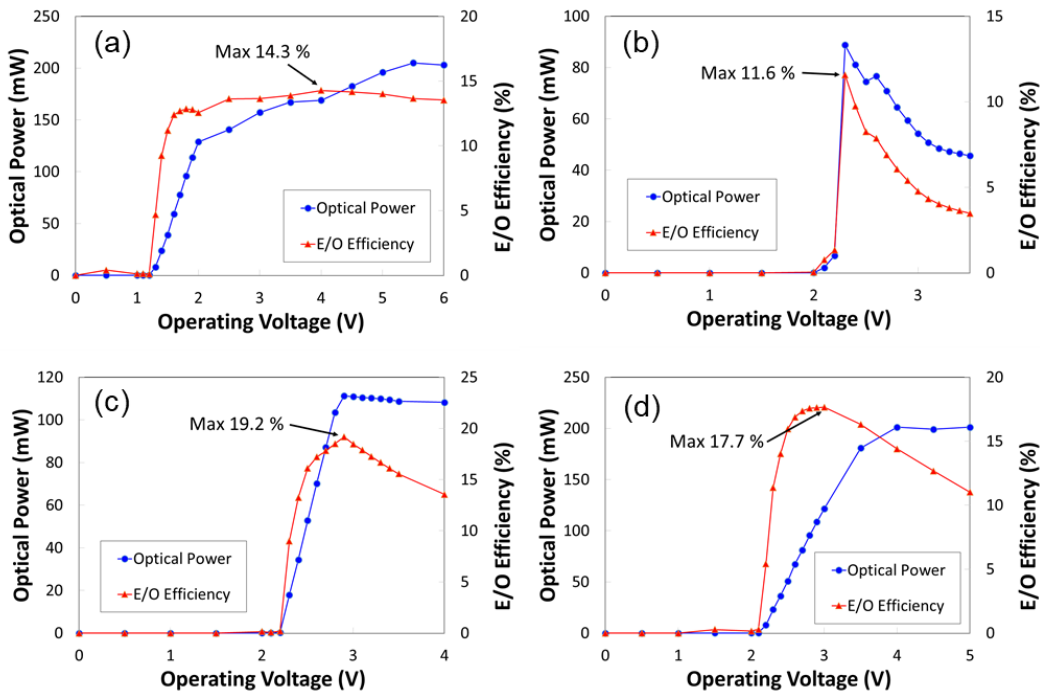 (a)
Max 14.3 %
Optical Power (mW)
250
200
150
100
50
0
E/O Efficiency (%)
20
15
10
5
0
Optical Power
E/O Efficiency
0 1 2 3 4 5 6
Operating Voltage (V)
(b)
Max 11.6 %
Optical Power (mW)
100
80
60
40
20
0
E/O Efficiency (%)
15
10
5
0
Optical Power
E/O Efficiency
0 1 2 3
Operating Voltage (V)
(c)
Max 19.2 %
Optical Power (mW)
120
100
80
60
40
20
0
E/O Efficiency (%)
25
20
15
10
5
0
Optical Power
E/O Efficiency
0 1 2 3 4
Operating Voltage (V)
(d)
Max 17.7 %
Optical Power (mW)
250
200
150
100
50
0
E/O Efficiency (%)
20
15
10
5
0
Optical Power
E/O Efficiency
0 1 2 3 4 5
Operating Voltage (V)